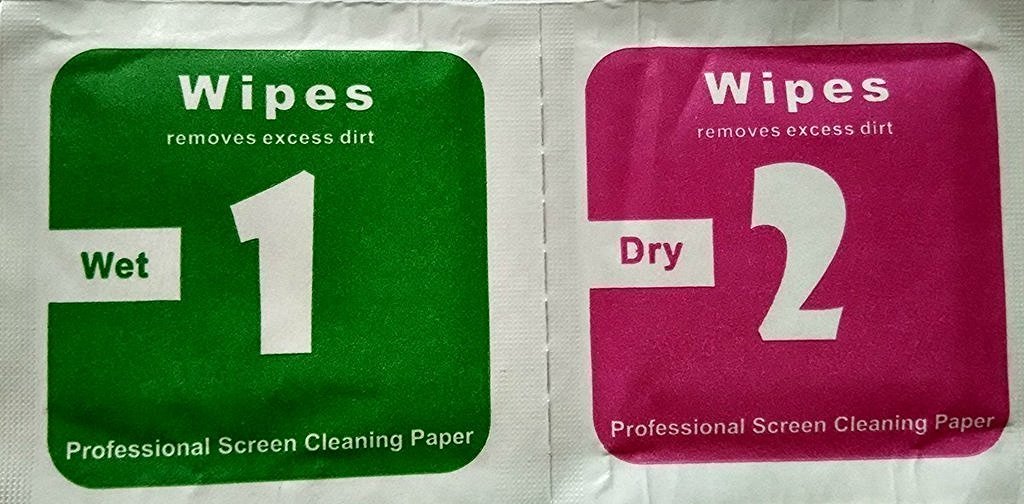 Wipes
removes excess dirt
1
Wet
Professional Screen Cleaning Paper
Wipes
removes excess dirt
2
Dry
Professional Screen Cleaning Paper